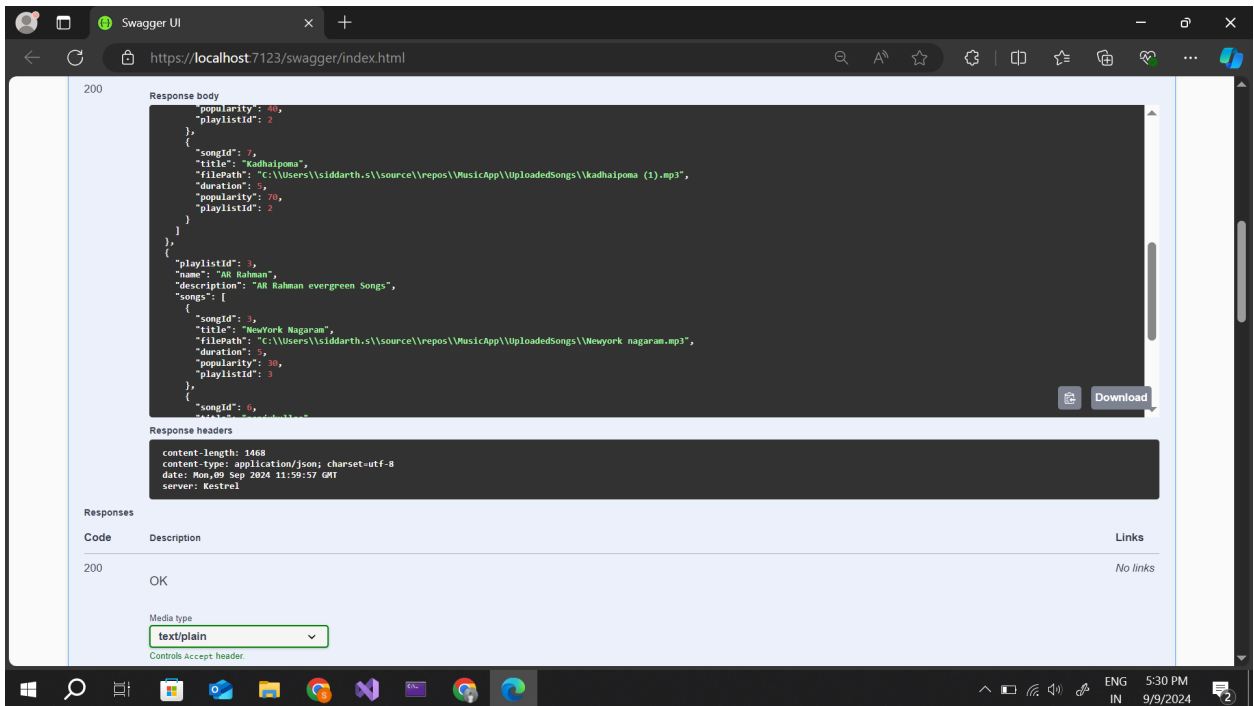 Swagger UI
https://localhost:7123/swagger/index.html
200
Response body
"popularity": 40,
"playlistId": 2
},
{
"songId": 7,
"title": "Kadhaipoma",
"filePath": "C:\\Users\\siddarth.s\\source\\repos\\MusicApp\\UploadedSongs\\kadhaipoma (1).mp3",
"duration": 5,
"popularity": 70,
"playlistId": 2
}
]
},
{
"playlistId": 3,
"name": "AR Rahman",
"description": "AR Rahman evergreen Songs",
"songs": [
{
"songId": 3,
"title": "NewYork Nagaram",
"filePath": "C:\\Users\\siddarth.s\\source\\repos\\MusicApp\\UploadedSongs\\Newyork nagaram.mp3",
"duration": 5,
"popularity": 30,
"playlistId": 3
},
{
"songId": 6,
Download
Response headers
content-length: 1468
content-type: application/json; charset=utf-8
date: Mon,09 Sep 2024 11:59:57 GMT
server: Kestrel
Responses
Code Description Links
200 OK No links
Media type
text/plain
Controls Accept header.
ENG 5:30 PM
IN 9/9/2024
2